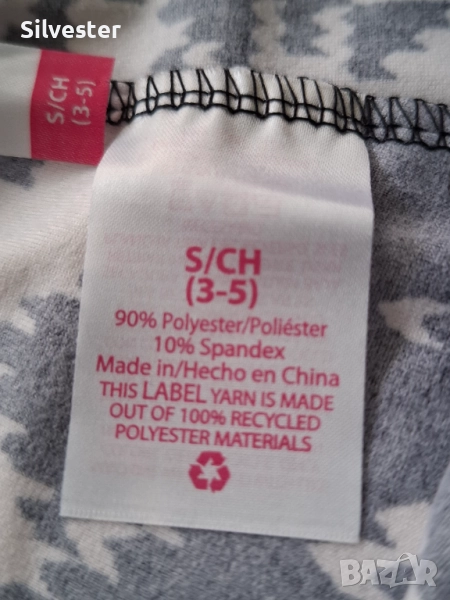 Silvester
S/CH
(3-5)
S/CH
(3-5)
90% Polyester/Poliéster
10% Spandex
Made in/Hecho en China
THIS LABEL YARN IS MADE
OUT OF 100% RECYCLED
POLYESTER MATERIALS
BAZAR